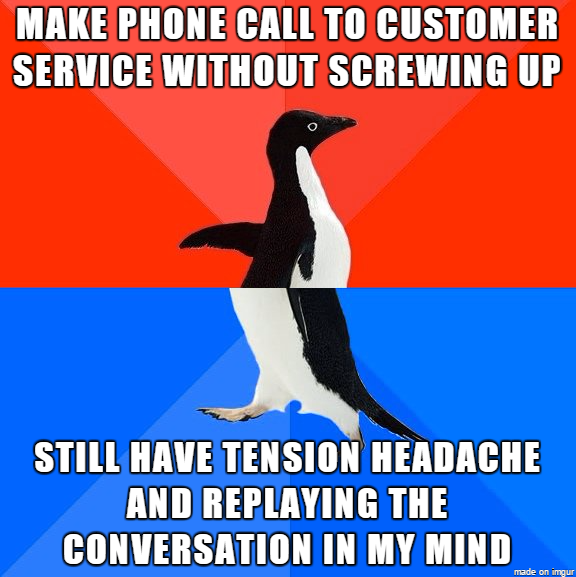 MAKE PHONE CALL TO CUSTOMER
SERVICE WITHOUT SCREWING UP
STILL HAVE TENSION HEADACHE
AND REPLAYING THE
CONVERSATION IN MY MIND
made on imgur